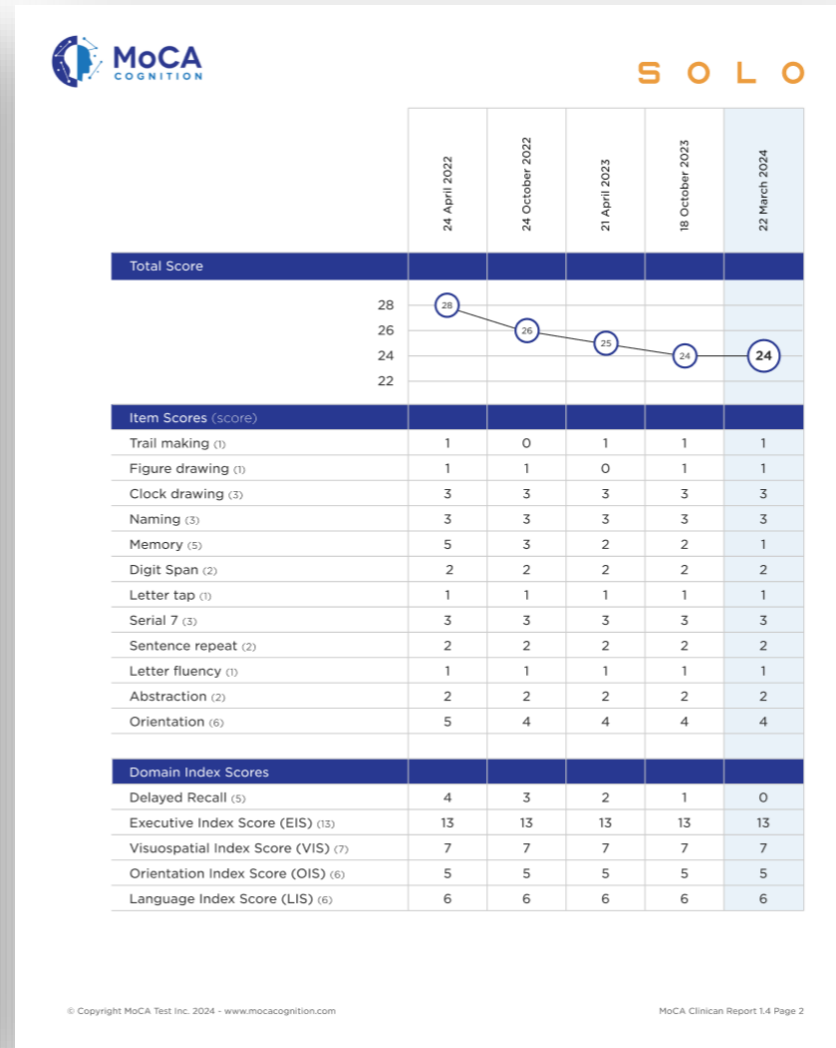 MoCA
COGNITION
SOLO
24 April 2022 24 October 2022 21 April 2023 18 October 2023 22 March 2024
Total Score
28 28
26 26
25
24 24 24
22
Item Scores (score)
Trail making (1) 1 0 1 1 1
Figure drawing (1) 1 1 0 1 1
Clock drawing (3) 3 3 3 3 3
Naming (3) 3 3 3 3 3
Memory (5) 5 3 2 2 1
Digit Span (2) 2 2 2 2 2
Letter tap (1) 1 1 1 1 1
Serial 7 (3) 3 3 3 3 3
Sentence repeat (2) 2 2 2 2 2
Letter fluency (1) 1 1 1 1 1
Abstraction (2) 2 2 2 2 2
Orientation (6) 5 4 4 4 4
Domain Index Scores
Delayed Recall (5) 4 3 2 1 0
Executive Index Score (EIS) (13) 13 13 13 13 13
Visuospatial Index Score (VIS) (7) 7 7 7 7 7
Orientation Index Score (OIS) (6) 5 5 5 5 5
Language Index Score (LIS) (6) 6 6 6 6 6
© Copyright MoCA Test Inc. 2024 - www.mocacognition.com MoCA Clinican Report 1.4 Page 2